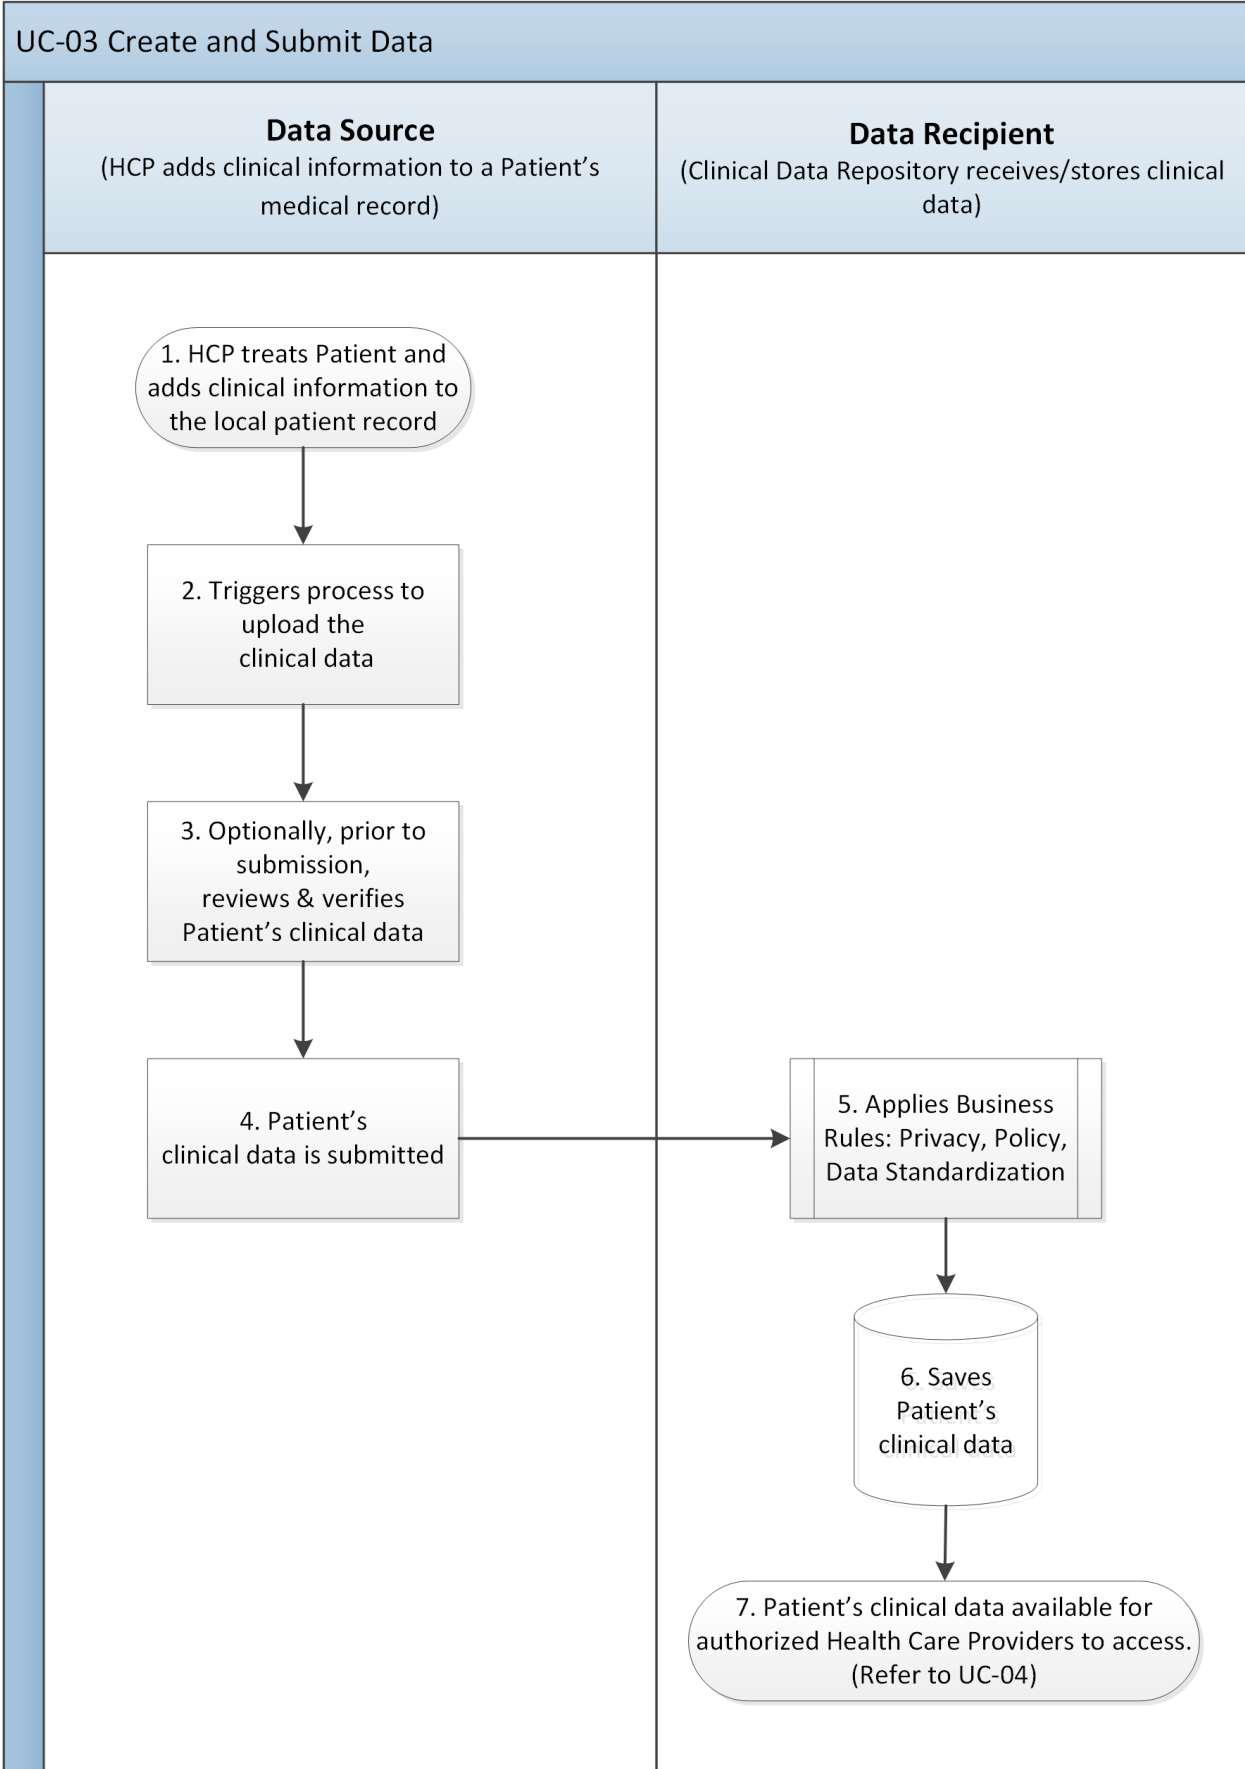 UC-03 Create and Submit Data
Data Source
(HCP adds clinical information to a Patient’s
medical record)
Data Recipient
(Clinical Data Repository receives/stores clinical
data)
1. HCP treats Patient and
adds clinical information to
the local patient record
2. Triggers process to
upload the
clinical data
3. Optionally, prior to
submission,
reviews & verifies
Patient’s clinical data
4. Patient’s
clinical data is submitted
5. Applies Business
Rules: Privacy, Policy,
Data Standardization
6. Saves
Patient’s
clinical data
7. Patient’s clinical data available for
authorized Health Care Providers to access.
(Refer to UC-04)